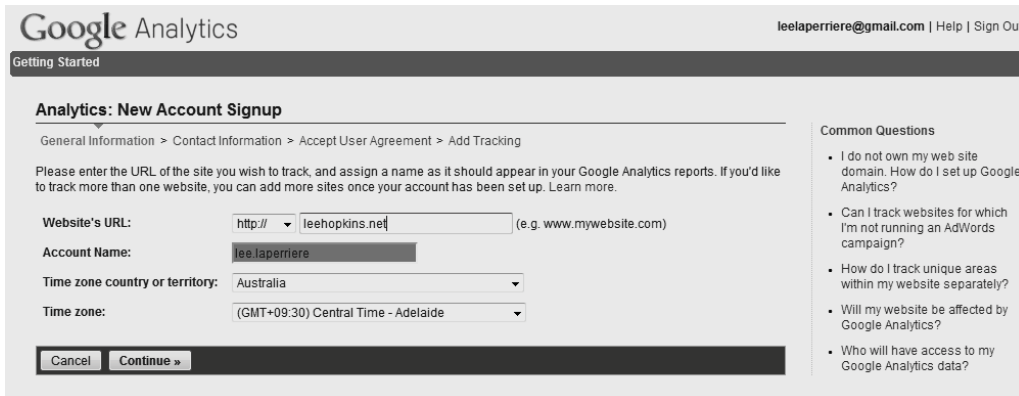 Google Analytics
leelaperriere@gmail.com | Help | Sign Ou
Getting Started
Analytics: New Account Signup
General Information > Contact Information > Accept User Agreement > Add Tracking
Please enter the URL of the site you wish to track, and assign a name as it should appear in your Google Analytics reports. If you'd like
to track more than one website, you can add more sites once your account has been set up. Learn more.
Website's URL: http:// leehopkins.net (e.g. www.mywebsite.com)
Account Name: lee.laperriere
Time zone country or territory: Australia
Time zone: (GMT+09:30) Central Time - Adelaide
Cancel Continue »
Common Questions
• I do not own my web site
domain. How do I set up Google
Analytics?
• Can I track websites for which
I'm not running an AdWords
campaign?
• How do I track unique areas
within my website separately?
• Will my website be affected by
Google Analytics?
• Who will have access to my
Google Analytics data?